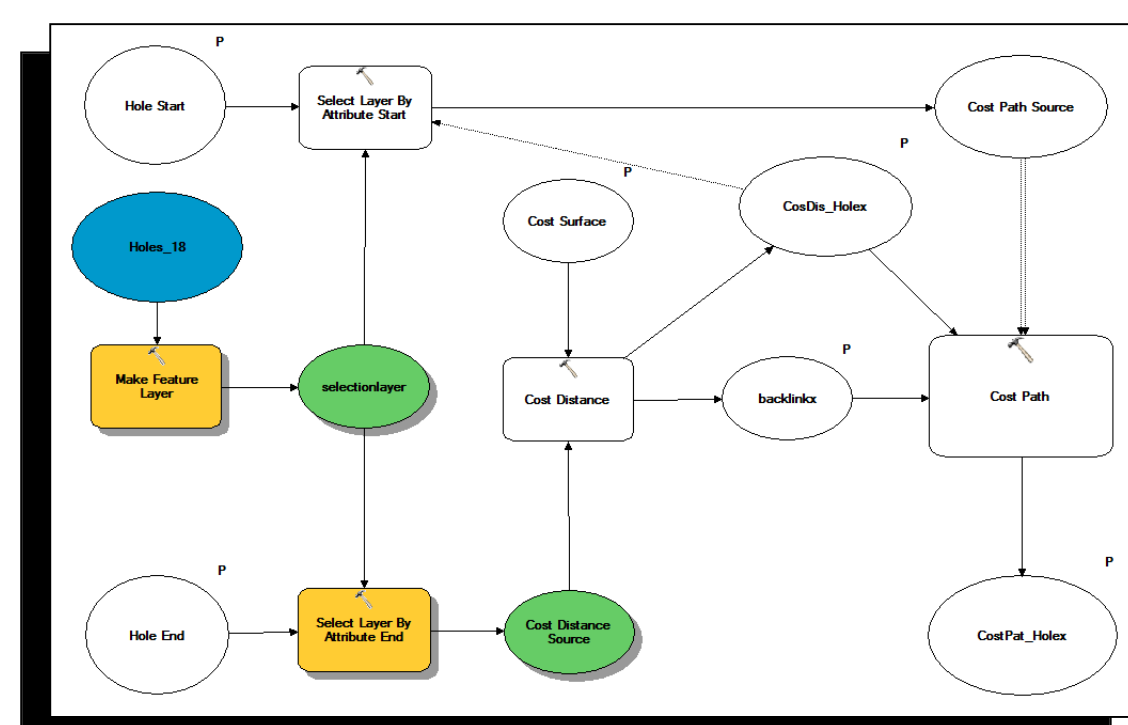 P
Hole Start
Select Layer By
Attribute Start
Cost Path Source
P
P
Cost Surface
CosDis_Holex
Holes_18
Make Feature
Layer
selectionlayer
Cost Distance
P
backlinkx
Cost Path
P
Hole End
Select Layer By
Attribute End
Cost Distance
Source
P
CostPat_Holex